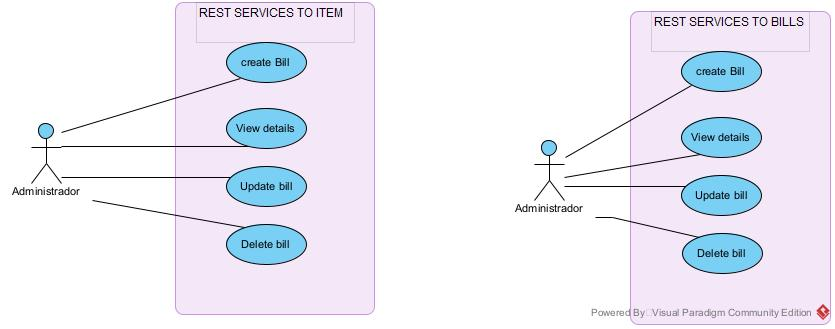 REST SERVICES TO ITEM
create Bill
View details
Update bill
Delete bill
Administrador
REST SERVICES TO BILLS
create Bill
View details
Update bill
Delete bill
Administrador
Powered By Visual Paradigm Community Edition